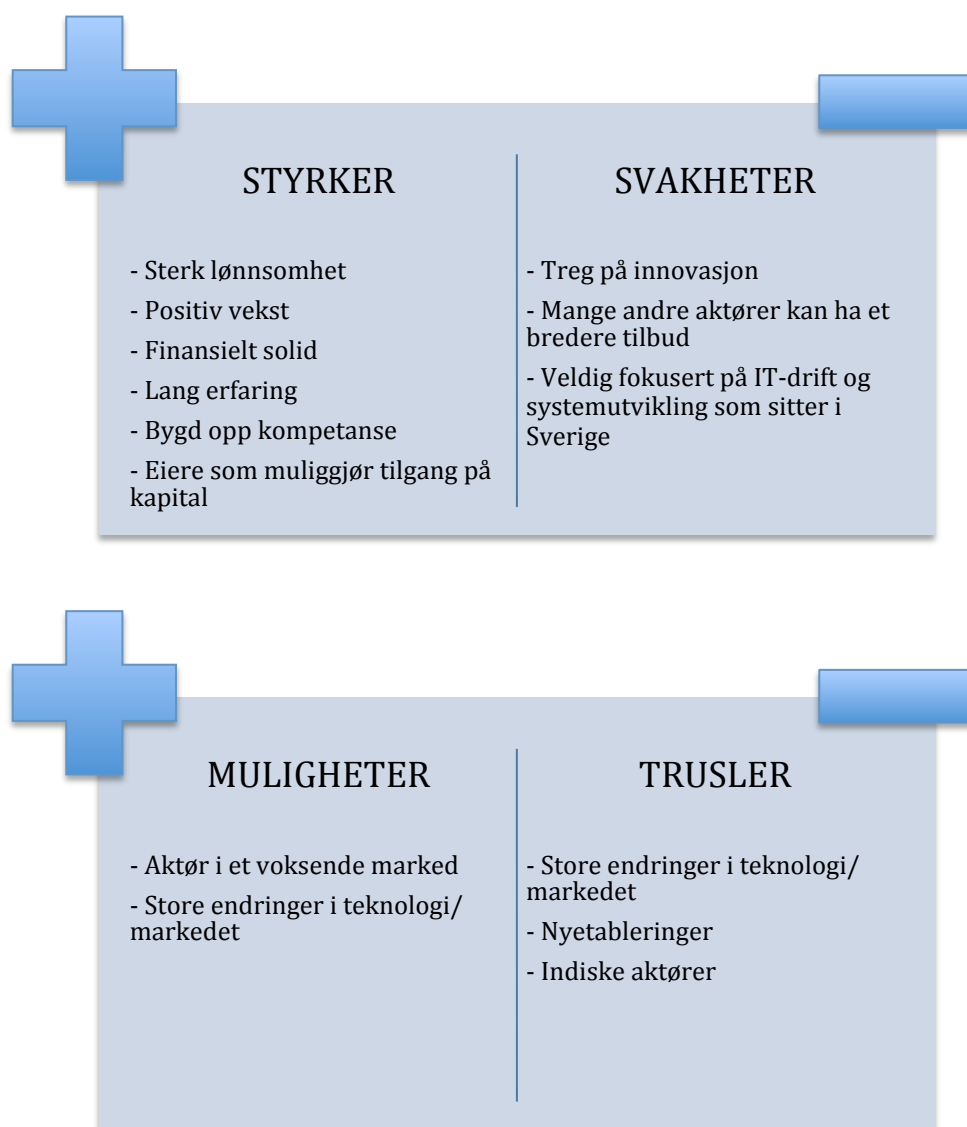 STYRKER
- Sterk lønnsomhet
- Positiv vekst
- Finansielt solid
- Lang erfaring
- Bygd opp kompetanse
- Eiere som muliggjør tilgang på
kapital
SVAKHETER
- Treg på innovasjon
- Mange andre aktører kan ha et
bredere tilbud
- Veldig fokusert på IT-drift og
systemutvikling som sitter i
Sverige
MULIGHETER
- Aktør i et voksende marked
- Store endringer i teknologi/
markedet
TRUSLER
- Store endringer i teknologi/
markedet
- Nyetableringer
- Indiske aktører